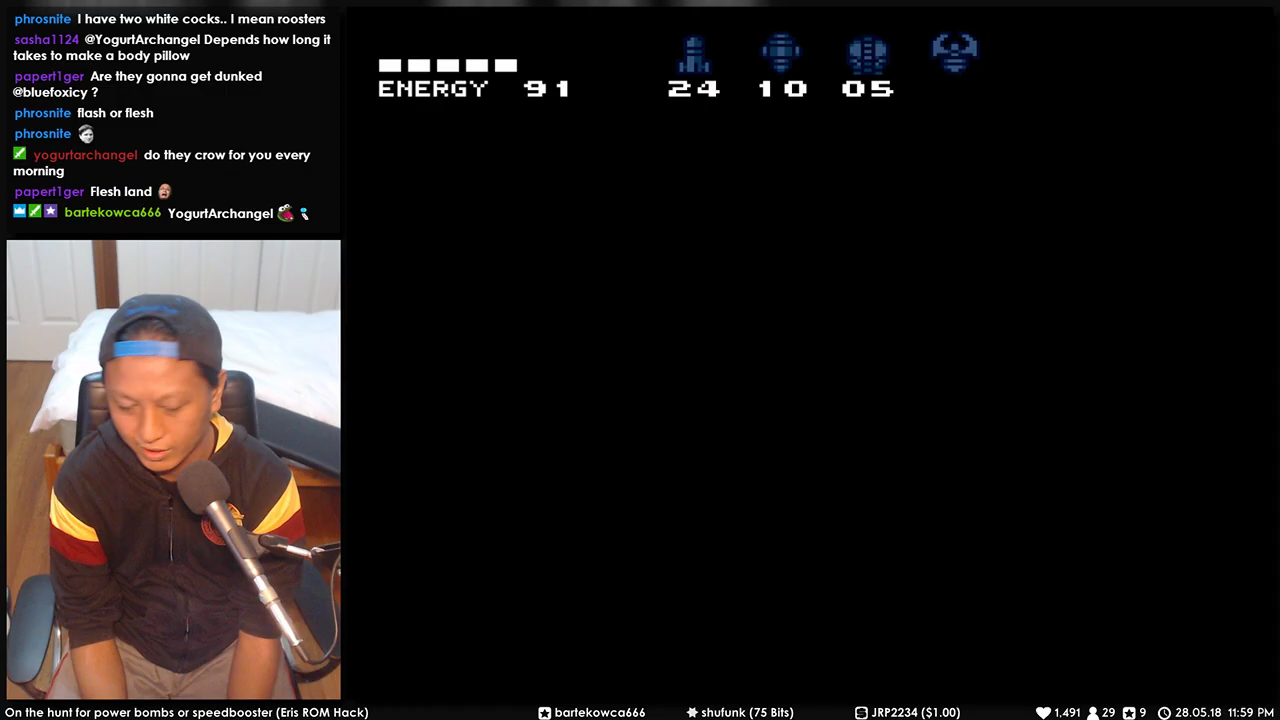 phrosnite I have two white cocks.. I mean roosters
sasha1124 @YogurtArchangel Depends how long it
takes to make a body pillow
papert1ger Are they gonna get dunked
@bluefoxicy ?
phrosnite flash or flesh
phrosnite
yogurtarchangel do they crow for you every
morning
papert1ger Flesh land
bartekowca666 YogurtArchangel
ENERGY 91 24 10 05
On the hunt for power bombs or speedbooster (Eris ROM Hack) bartekowca666 shufunk (75 Bits) JRP2234 ($1.00) 1,491 29 9 28.05.18 11:59 PM